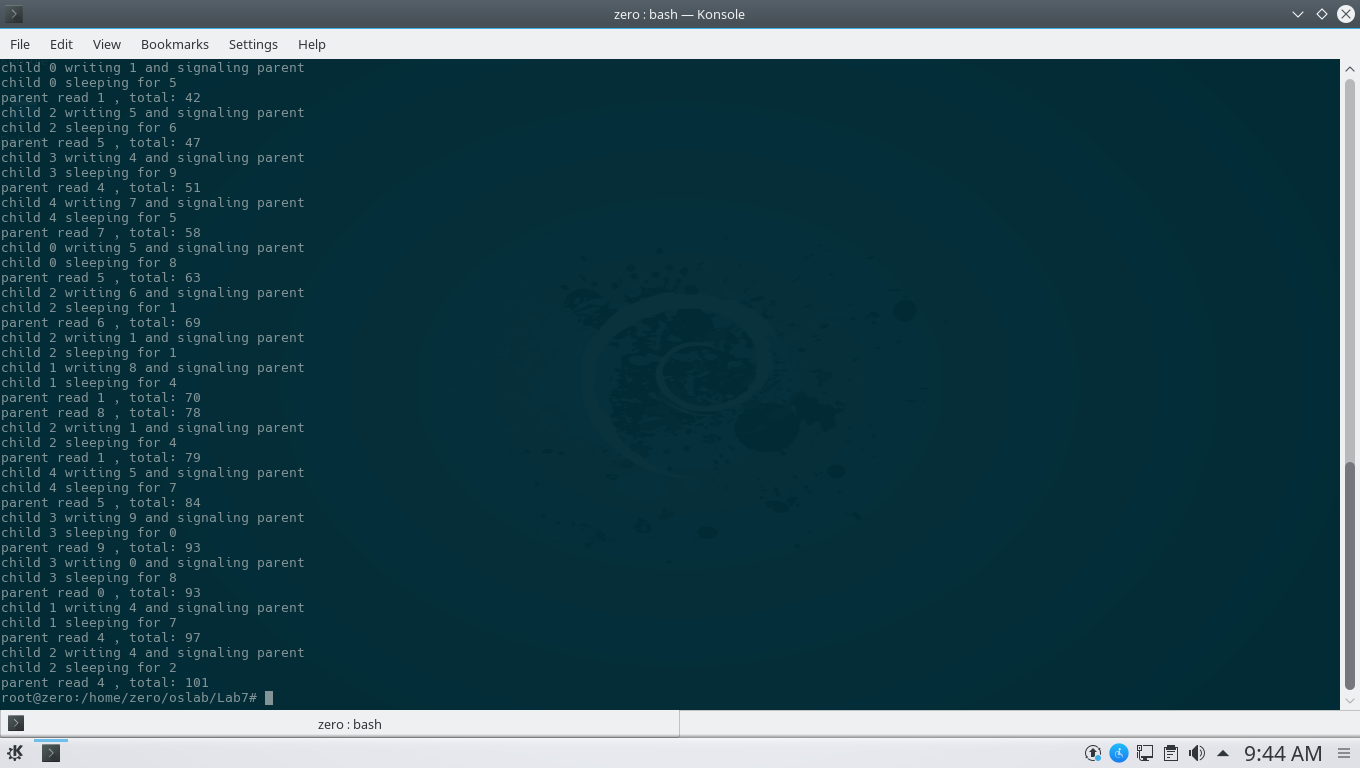 zero : bash — Konsole
File Edit View Bookmarks Settings Help
child 0 writing 1 and signaling parent
child 0 sleeping for 5
parent read 1 , total: 42
child 2 writing 5 and signaling parent
child 2 sleeping for 6
parent read 5 , total: 47
child 3 writing 4 and signaling parent
child 3 sleeping for 9
parent read 4 , total: 51
child 4 writing 7 and signaling parent
child 4 sleeping for 5
parent read 7 , total: 58
child 0 writing 5 and signaling parent
child 0 sleeping for 8
parent read 5 , total: 63
child 2 writing 6 and signaling parent
child 2 sleeping for 1
parent read 6 , total: 69
child 2 writing 1 and signaling parent
child 2 sleeping for 1
child 1 writing 8 and signaling parent
child 1 sleeping for 4
parent read 1 , total: 70
parent read 8 , total: 78
child 2 writing 1 and signaling parent
child 2 sleeping for 4
parent read 1 , total: 79
child 4 writing 5 and signaling parent
child 4 sleeping for 7
parent read 5 , total: 84
child 3 writing 9 and signaling parent
child 3 sleeping for 0
parent read 9 , total: 93
child 3 writing 0 and signaling parent
child 3 sleeping for 8
parent read 0 , total: 93
child 1 writing 4 and signaling parent
child 1 sleeping for 7
parent read 4 , total: 97
child 2 writing 4 and signaling parent
child 2 sleeping for 2
parent read 4 , total: 101
root@zero:/home/zero/oslab/Lab7#
zero : bash
9:44 AM